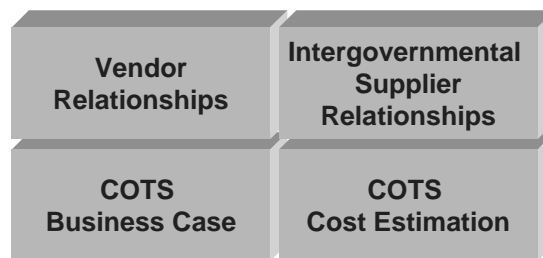 Vendor
Relationships
Intergovernmental
Supplier
Relationships
COTS
Business Case
COTS
Cost Estimation